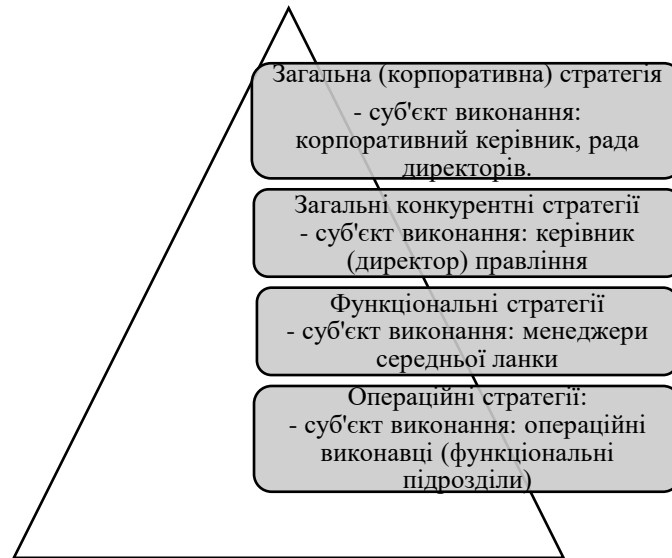 Загальна (корпоративна) стратегія
- суб'єкт виконання:
корпоративний керівник, рада
директорів.
Загальні конкурентні стратегії
- суб'єкт виконання: керівник
(директор) правління
Функціональні стратегії
- суб'єкт виконання: менеджери
середньої ланки
Операційні стратегії:
- суб'єкт виконання: операційні
виконавці (функціональні
підрозділи)